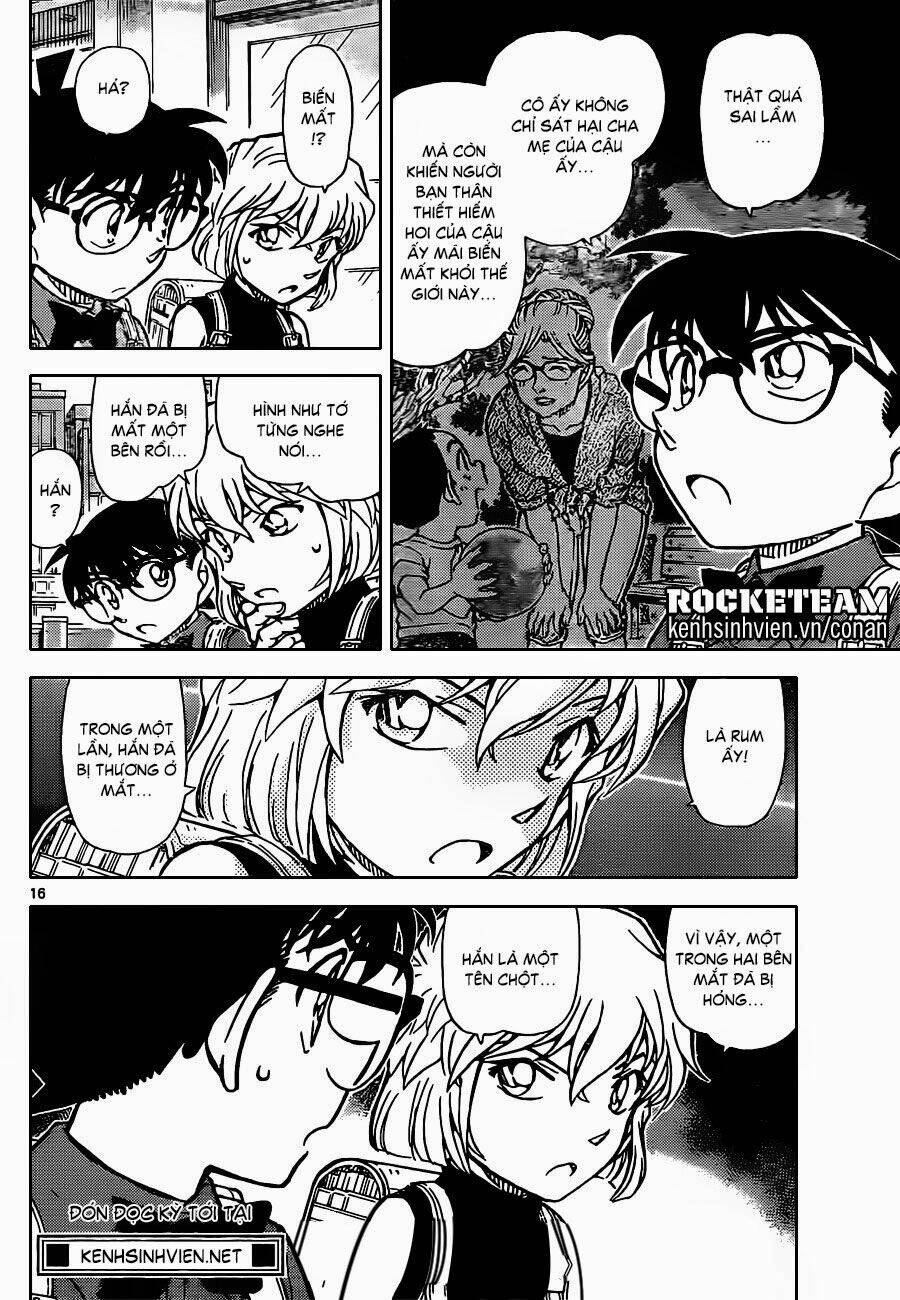 THẬT QUÁ
SAI LẦM
...
CÔ ẤY KHÔNG
CHỈ SÁT HẠI CHA
MẸ CỦA CẬU
ẤY...
MÀ CÒN
KHIẾN NGƯỜI
BẠN THÂN
THIẾT HIẾM
HOI CỦA CẬU
ẤY MÃI BIẾN
MẤT KHỎI THẾ
GIỚI NÀY...
ROCKETEAM
kenhsinhvien.vn/conan
BIẾN
MẤT
!?
HẢ?
HÌNH NHƯ TỚ
TỪNG NGHE
NÓI...
HẮN ĐÃ BỊ
MẤT MỘT
BÊN RỒI...
HẮN
?
LÀ RUM
ẤY!
TRONG MỘT
LẦN, HẮN ĐÃ
BỊ THƯƠNG Ở
MẮT...
16
VÌ VẬY, MỘT
TRONG HAI BÊN
MẮT ĐÃ BỊ
HỎNG...
HẮN LÀ MỘT
TÊN CHỘT...
ĐÓN ĐỌC KỲ TỚI TẠI
KENHSINHVIEN.NET